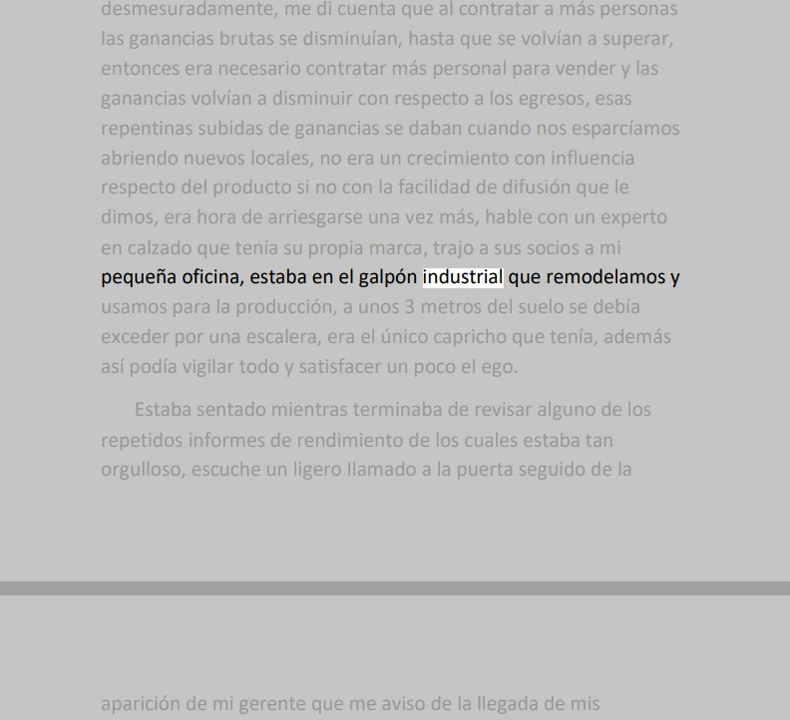 desmesuradamente, me di cuenta que al contratar a más personas
las ganancias brutas se disminuían, hasta que se volvían a superar,
entonces era necesario contratar más personal para vender y las
ganancias volvían a disminuir con respecto a los egresos, esas
repentinas subidas de ganancias se daban cuando nos esparcíamos
abriendo nuevos locales, no era un crecimiento con influencia
respecto del producto si no con la facilidad de difusión que le
dimos, era hora de arriesgarse una vez más, hable con un experto
en calzado que tenía su propia marca, trajo a sus socios a mi
pequeña oficina, estaba en el galpón industrial que remodelamos y
usamos para la producción, a unos 3 metros del suelo se debía
exceder por una escalera, era el único capricho que tenía, además
así podía vigilar todo y satisfacer un poco el ego.
Estaba sentado mientras terminaba de revisar alguno de los
repetidos informes de rendimiento de los cuales estaba tan
orgulloso, escuche un ligero llamado a la puerta seguido de la
aparición de mi gerente que me aviso de la llegada de mis